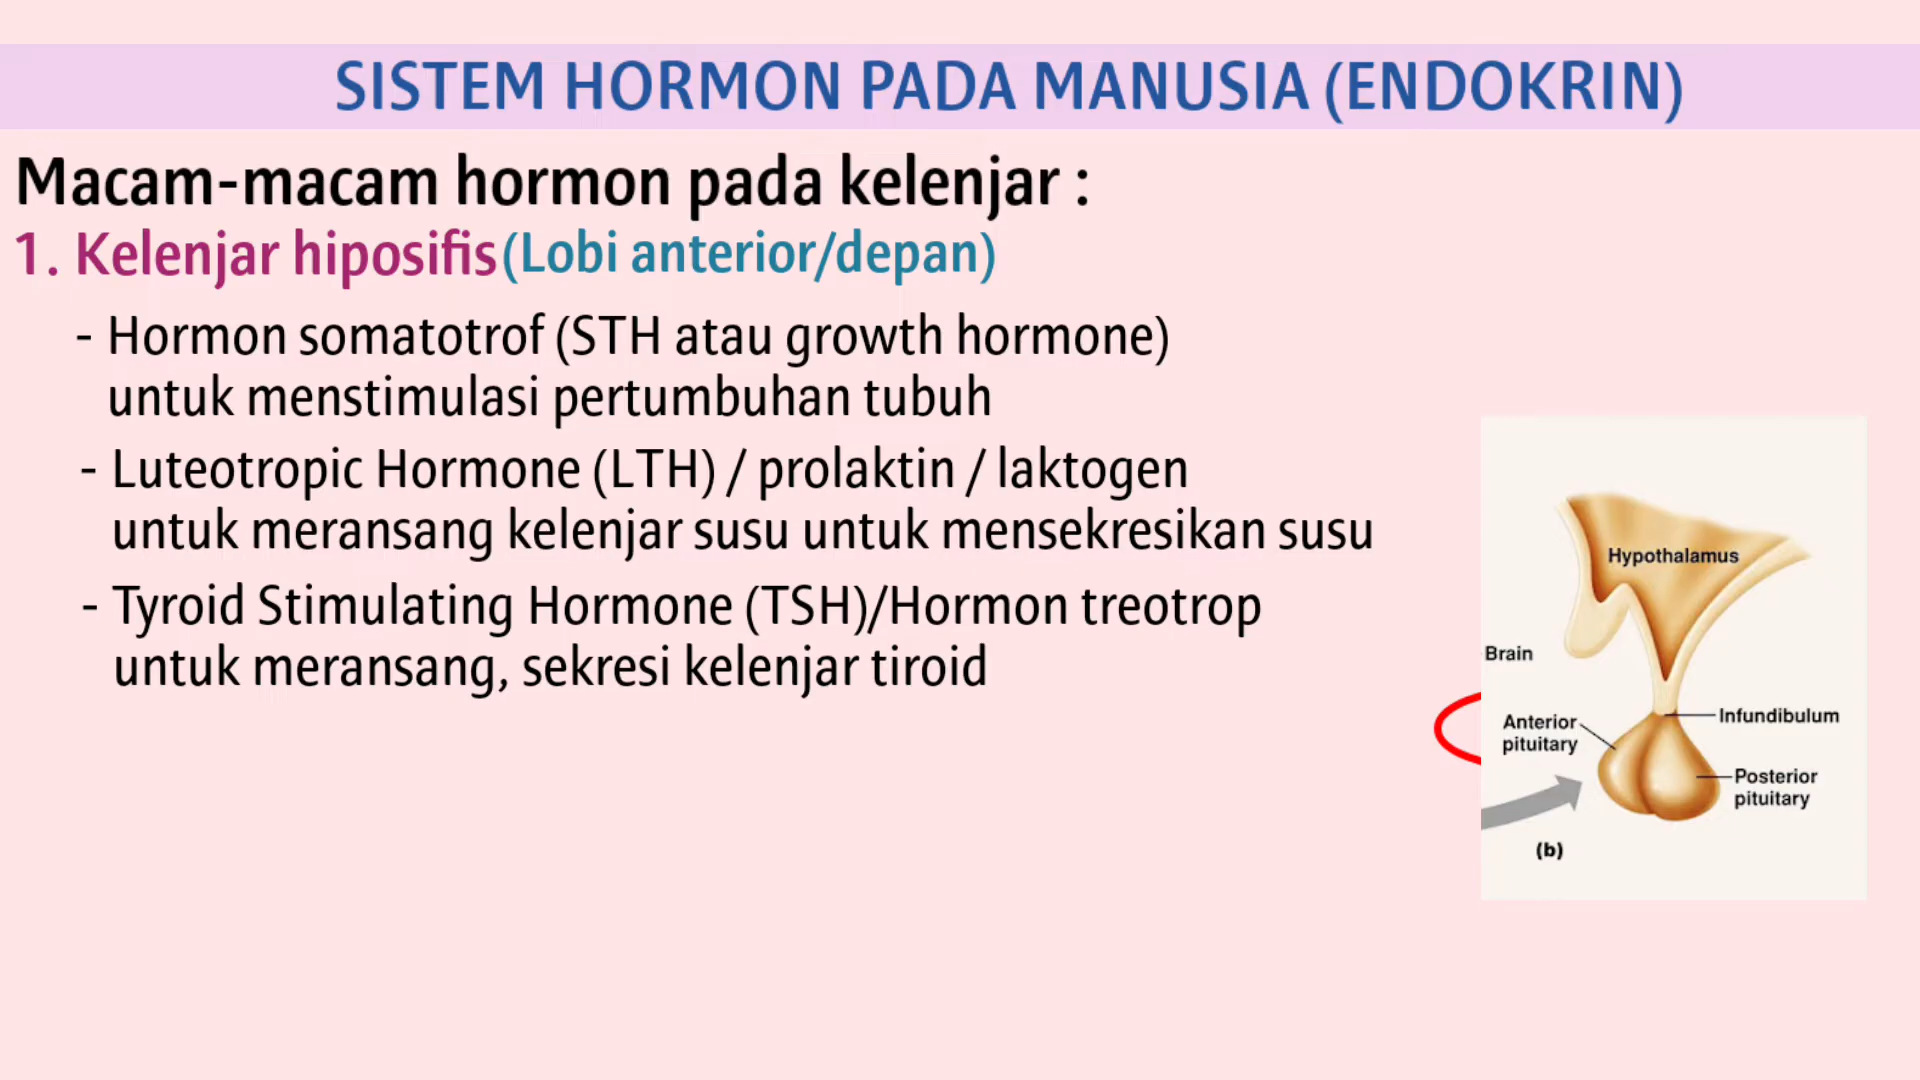 SISTEM HORMON PADA MANUSIA (ENDOKRIN)
Macam-macam hormon pada kelenjar :
1. Kelenjar hiposifis (Lobi anterior/depan)
- Hormon somatotrof (STH atau growth hormone)
untuk menstimulasi pertumbuhan tubuh
- Luteotropic Hormone (LTH) / prolaktin / laktogen
untuk meransang kelenjar susu untuk mensekresikan susu
- Tyroid Stimulating Hormone (TSH)/Hormon treotrop
untuk meransang, sekresi kelenjar tiroid
Hypothalamus
Brain
Anterior
pituitary
Infundibulum
Posterior
pituitary
(b)